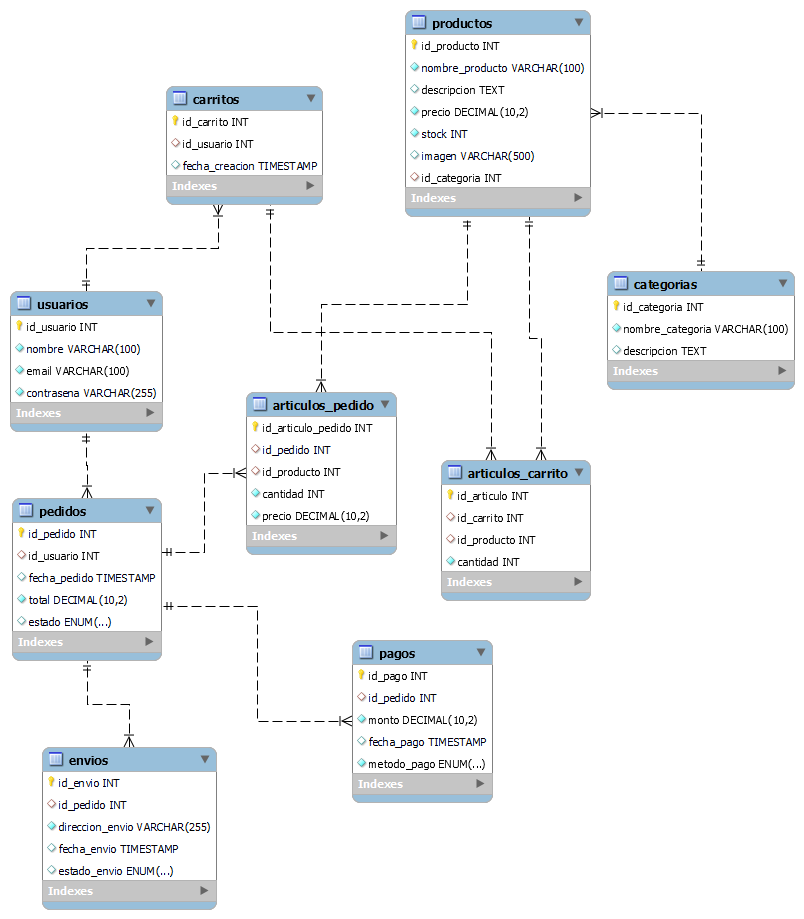 productos
id_producto INT
nombre_producto VARCHAR(100)
descripcion TEXT
precio DECIMAL(10,2)
stock INT
imagen VARCHAR(500)
id_categoria INT
Indexes
carritos
id_carrito INT
id_usuario INT
fecha_creacion TIMESTAMP
Indexes
categorias
id_categoria INT
nombre_categoria VARCHAR(100)
descripcion TEXT
Indexes
usuarios
id_usuario INT
nombre VARCHAR(100)
email VARCHAR(100)
contrasena VARCHAR(255)
Indexes
articulos_pedido
id_articulo_pedido INT
id_pedido INT
id_producto INT
cantidad INT
precio DECIMAL(10,2)
Indexes
articulos_carrito
id_articulo INT
id_carrito INT
id_producto INT
cantidad INT
Indexes
pedidos
id_pedido INT
id_usuario INT
fecha_pedido TIMESTAMP
total DECIMAL(10,2)
estado ENUM(...)
Indexes
pagos
id_pago INT
id_pedido INT
monto DECIMAL(10,2)
fecha_pago TIMESTAMP
metodo_pago ENUM(...)
Indexes
envios
id_envio INT
id_pedido INT
direccion_envio VARCHAR(255)
fecha_envio TIMESTAMP
estado_envio ENUM(...)
Indexes